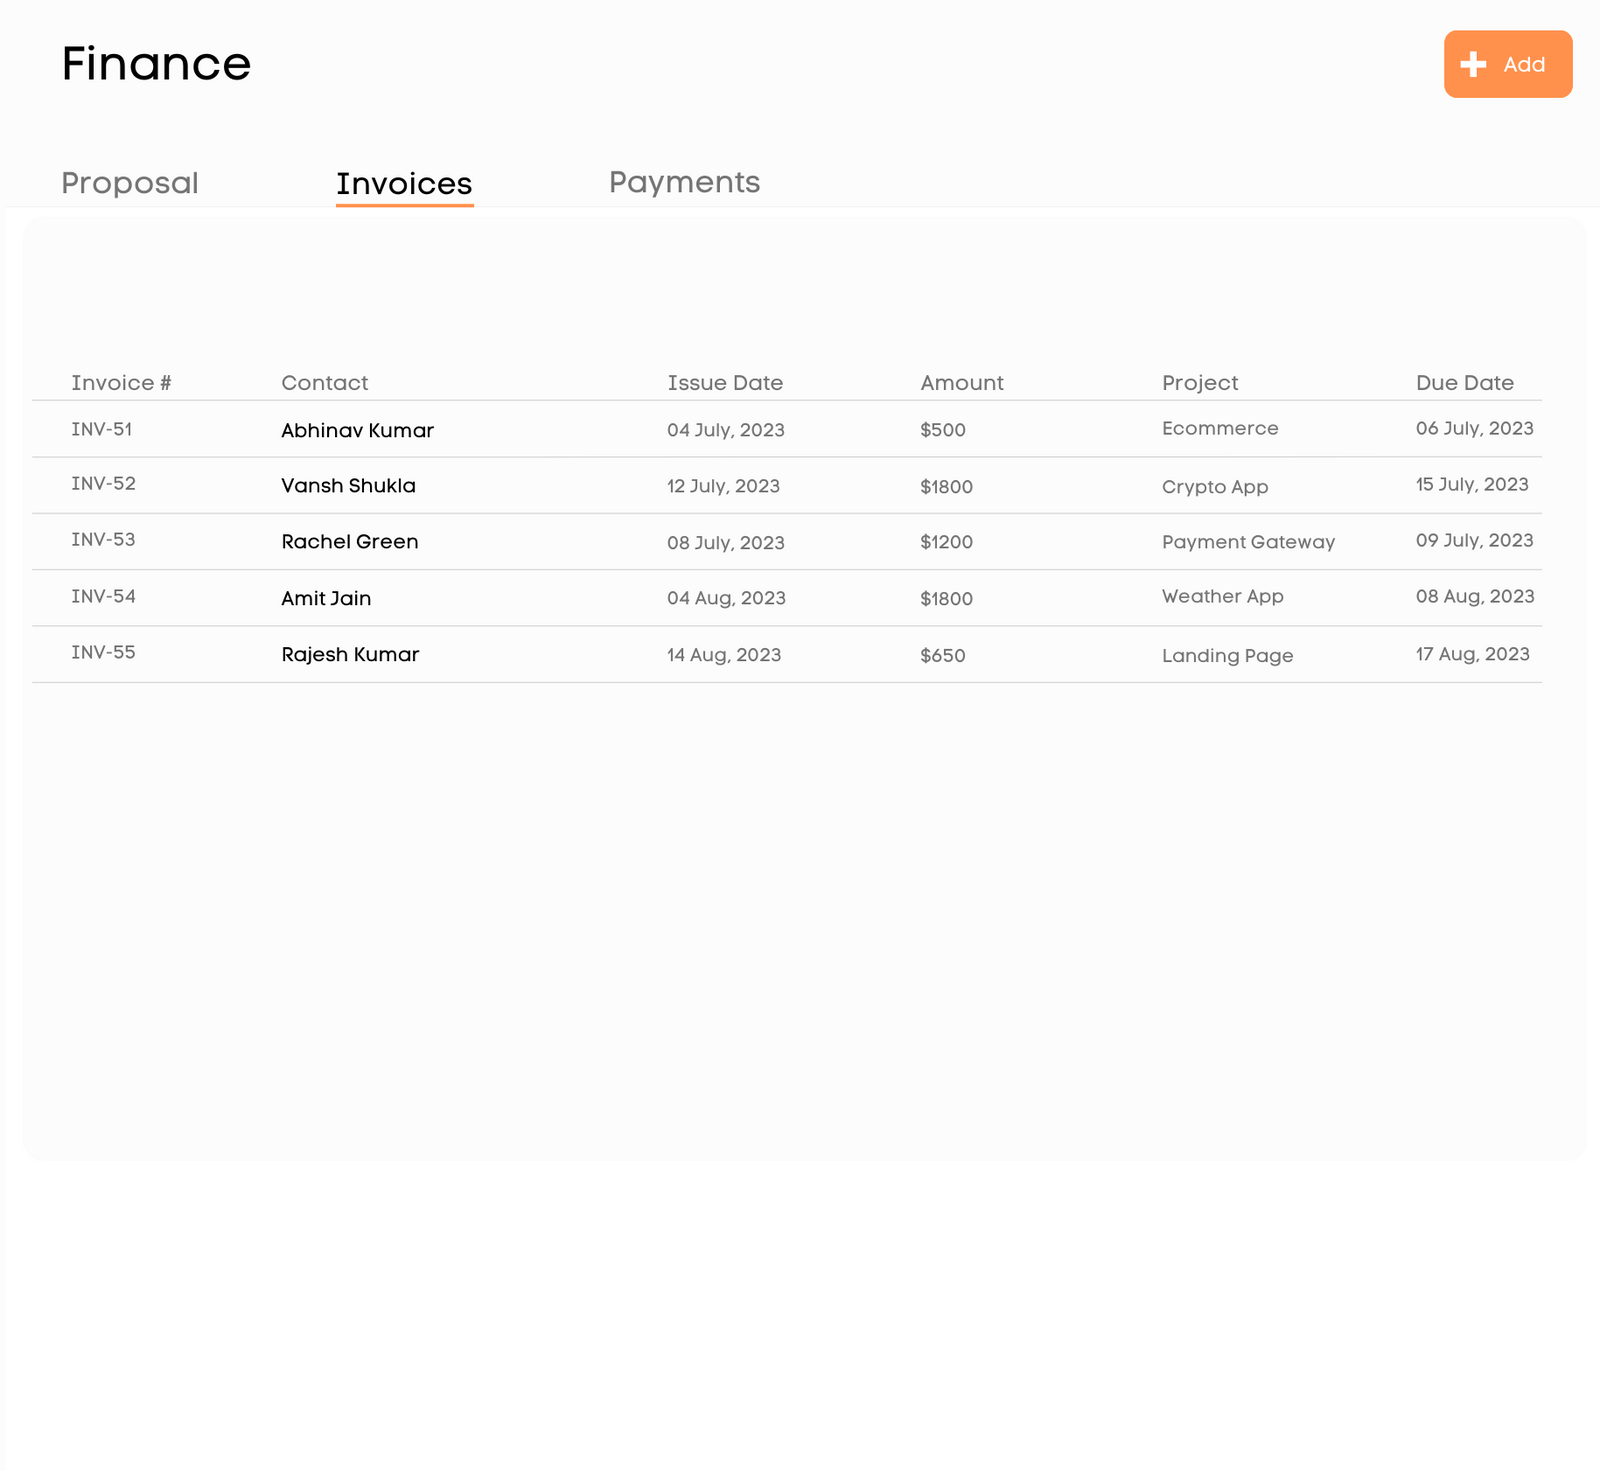 Finance
Add
Proposal Invoices Payments
Invoice # Contact Issue Date Amount Project Due Date
INV-51 Abhinav Kumar 04 July, 2023 $500 Ecommerce 06 July, 2023
INV-52 Vansh Shukla 12 July, 2023 $1800 Crypto App 15 July, 2023
INV-53 Rachel Green 08 July, 2023 $1200 Payment Gateway 09 July, 2023
INV-54 Amit Jain 04 Aug, 2023 $1800 Weather App 08 Aug, 2023
INV-55 Rajesh Kumar 14 Aug, 2023 $650 Landing Page 17 Aug, 2023